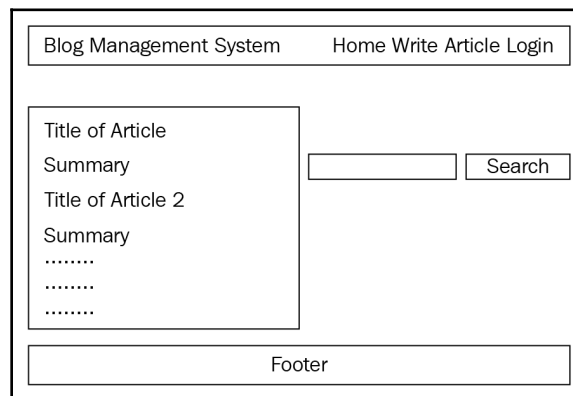 Blog Management System Home Write Article Login
Title of Article
Summary
Search
Title of Article 2
Summary
........
........
........
Footer